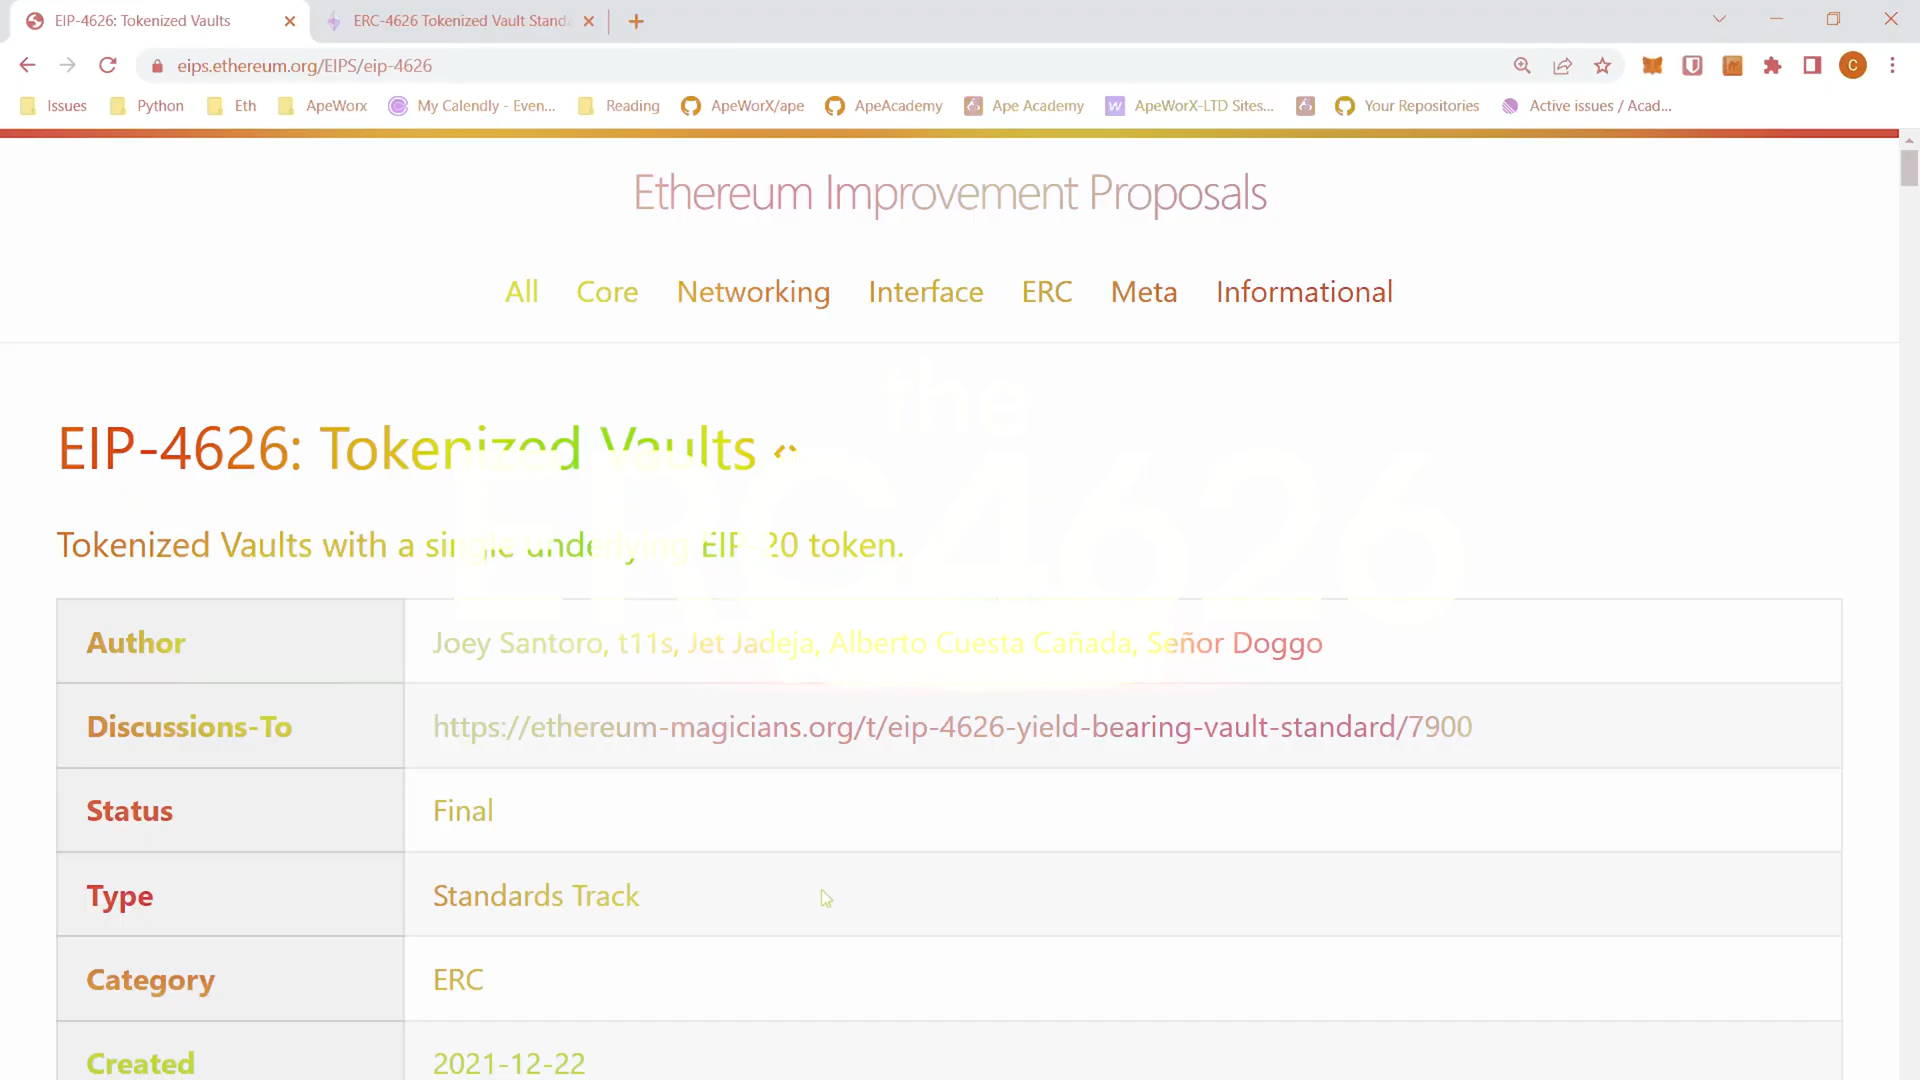 EIP-4626: Tokenized Vaults
ERC-4626 Tokenized Vault Stand
eips.ethereum.org/EIPS/eip-4626
C
Issues Python Eth ApeWorx My Calendly - Even... Reading ApeWorX/ape ApeAcademy Ape Academy ApeWorX-LTD Sites... Your Repositories Active issues / Acad...
Ethereum Improvement Proposals
All Core Networking Interface ERC Meta Informational
the
ERC4626
EIP-4626: Tokenized Vaults
Tokenized Vaults with a single underlying EIP-20 token.
Author Joey Santoro, t11s, Jet Jadeja, Alberto Cuesta Cañada, Señor Doggo
Discussions-To https://ethereum-magicians.org/t/eip-4626-yield-bearing-vault-standard/7900
Status Final
Type Standards Track
Category ERC
Created 2021-12-22